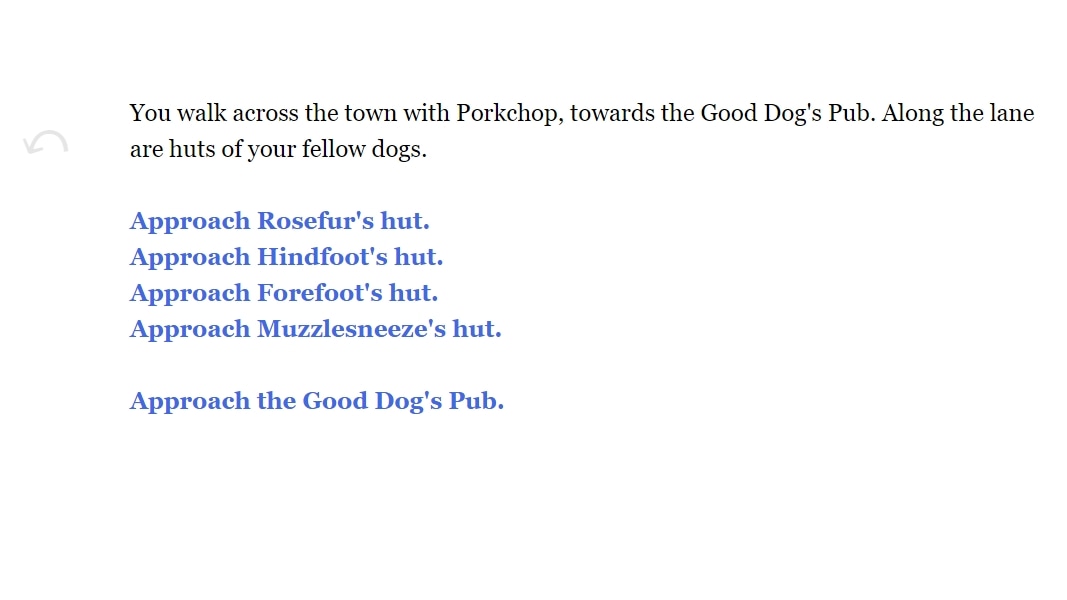 You walk across the town with Porkchop, towards the Good Dog's Pub. Along the lane
are huts of your fellow dogs.
Approach Rosefur's hut.
Approach Hindfoot's hut.
Approach Forefoot's hut.
Approach Muzzlesneeze's hut.
Approach the Good Dog's Pub.